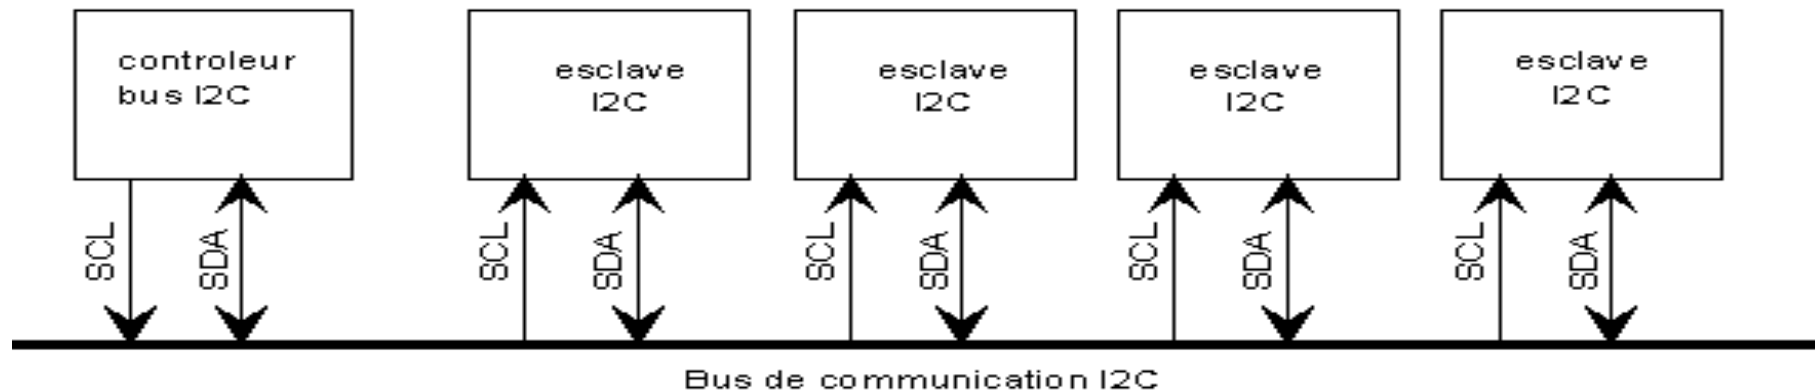 controleur
bus I2C
esclave
I2C
esclave
I2C
esclave
I2C
esclave
I2C
SCL
SDA
SCL
SDA
SCL
SDA
SCL
SDA
SCL
SDA
Bus de communication I2C